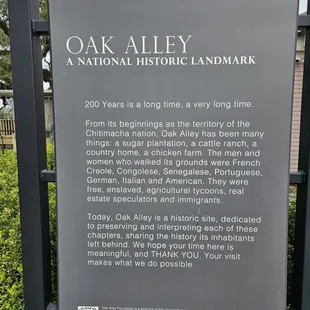 OAK ALLEY
A NATIONAL HISTORIC LANDMARK
200 Years is a long time, a very long time.
From its beginnings as the territory of the
Chitimacha nation, Oak Alley has been many
things: a sugar plantation, a cattle ranch, a
country home, a chicken farm. The men and
women who walked its grounds were French
Creole, Congolese, Senegalese, Portuguese,
German, Italian and American. They were
free, enslaved, agricultural tycoons, real
estate speculators and immigrants.
Today, Oak Alley is a historic site, dedicated
to preserving and interpreting each of these
chapters, sharing the history its inhabitants
left behind. We hope your time here is
meaningful, and THANK YOU. Your visit
makes what we do possible.